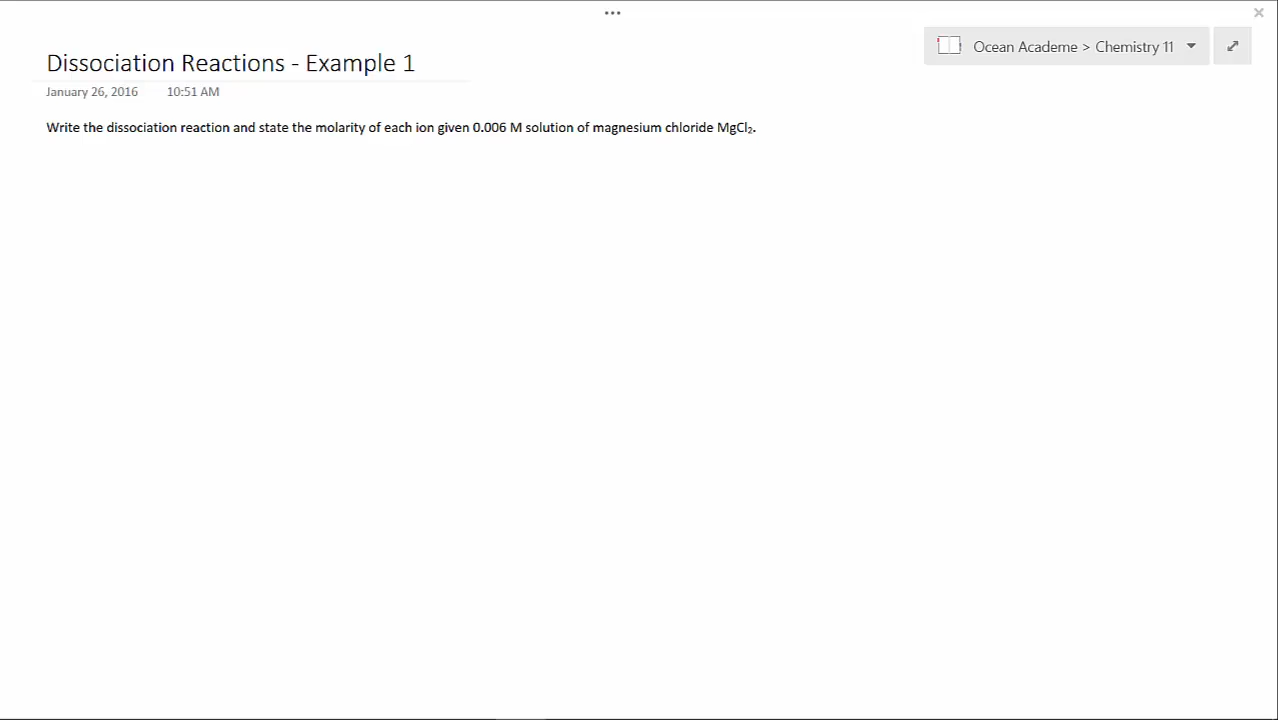 Ocean Academe > Chemistry 11
Dissociation Reactions - Example 1
January 26, 2016 10:51 AM
Write the dissociation reaction and state the molarity of each ion given 0.006 M solution of magnesium chloride MgCl₂.